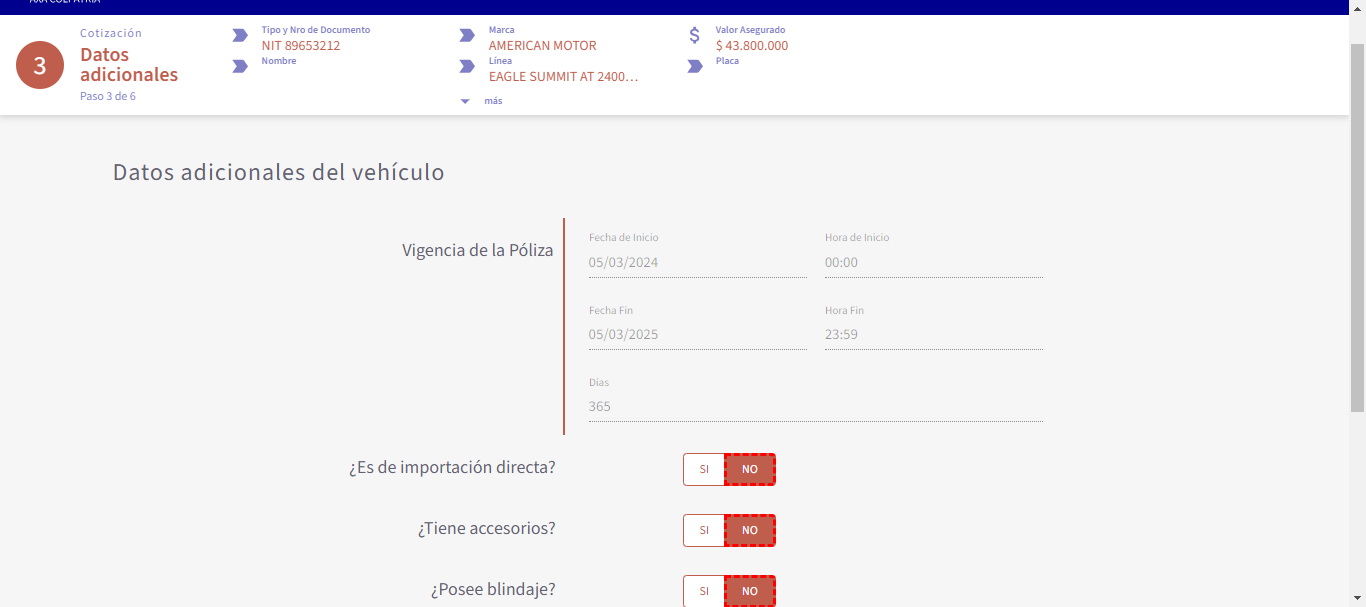 AXA COLPATRIA
3
Cotización
Datos
adicionales
Paso 3 de 6
Tipo y Nro de Documento
NIT 89653212
Nombre
Marca
AMERICAN MOTOR
Línea
EAGLE SUMMIT AT 2400...
más
$
Valor Asegurado
$ 43.800.000
Placa
Datos adicionales del vehículo
Vigencia de la Póliza
Fecha de Inicio
05/03/2024
Hora de Inicio
00:00
Fecha Fin
05/03/2025
Hora Fin
23:59
Días
365
¿Es de importación directa?
SI NO
¿Tiene accesorios?
SI NO
¿Posee blindaje?
SI NO